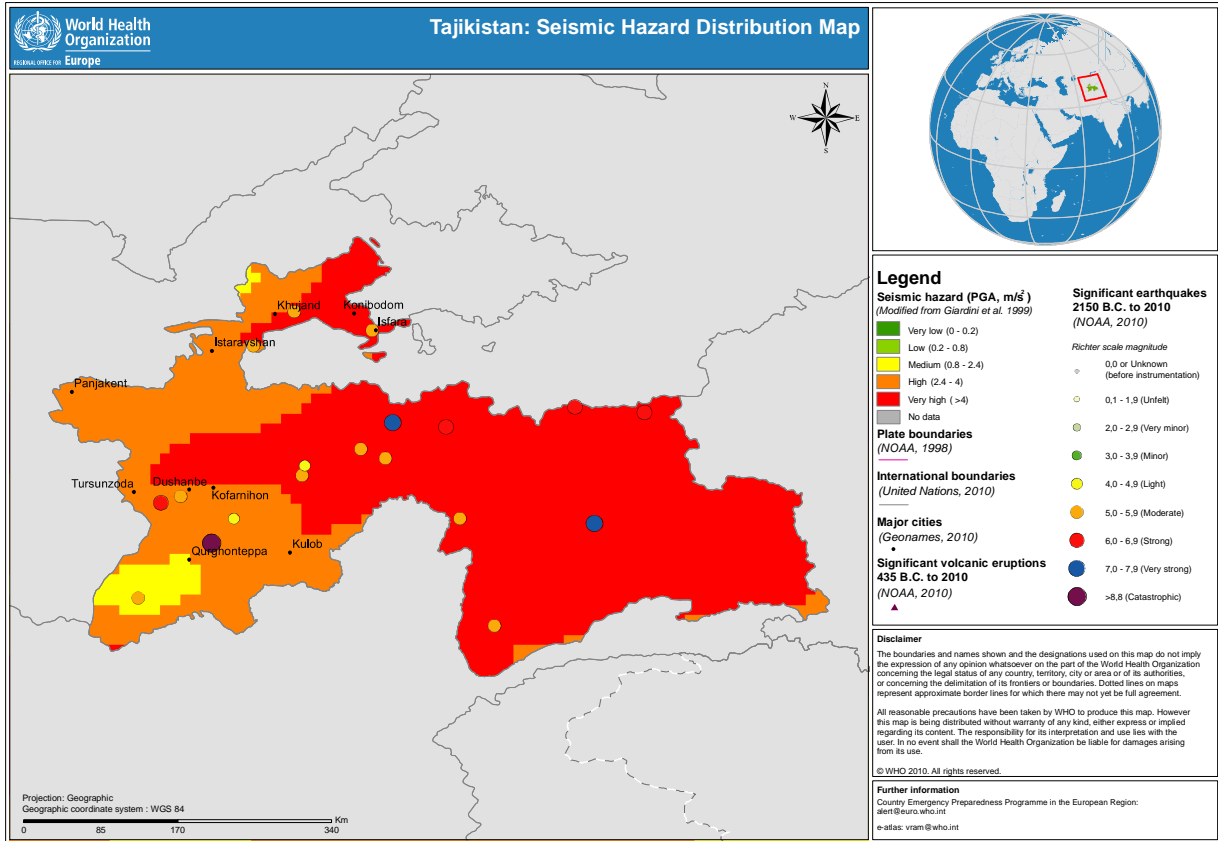 World Health
Organization
REGIONAL OFFICE FOR Europe
Tajikistan: Seismic Hazard Distribution Map
N
W
E
S
Khujand
Konibodom
Isfara
Istaravshan
Panjakent
Tursunzoda
Dushanbe
Kofarnihon
Qurghonteppa
Kulob
Projection: Geographic
Geographic coordinate system : WGS 84
Km
0 85 170 340
Legend
Seismic hazard (PGA, m/s² )
(Modified from Giardini et al. 1999)
Very low (0 - 0.2)
Low (0.2 - 0.8)
Medium (0.8 - 2.4)
High (2.4 - 4)
Very high ( >4)
No data
Plate boundaries
(NOAA, 1998)
International boundaries
(United Nations, 2010)
Major cities
(Geonames, 2010)
Significant volcanic eruptions
435 B.C. to 2010
(NOAA, 2010)
Significant earthquakes
2150 B.C. to 2010
(NOAA, 2010)
Richter scale magnitude
0,0 or Unknown
(before instrumentation)
0,1 - 1,9 (Unfelt)
2,0 - 2,9 (Very minor)
3,0 - 3,9 (Minor)
4,0 - 4,9 (Light)
5,0 - 5,9 (Moderate)
6,0 - 6,9 (Strong)
7,0 - 7,9 (Very strong)
>8,8 (Catastrophic)
Disclaimer
The boundaries and names shown and the designations used on this map do not imply
the expression of any opinion whatsoever on the part of the World Health Organization
concerning the legal status of any country, territory, city or area or of its authorities,
or concerning the delimitation of its frontiers or boundaries. Dotted lines on maps
represent approximate border lines for which there may not yet be full agreement.
All reasonable precautions have been taken by WHO to produce this map. However
this map is being distributed without warranty of any kind, either express or implied
regarding its content. The responsibility for its interpretation and use lies with the
user. In no event shall the World Health Organization be liable for damages arising
from its use.
© WHO 2010. All rights reserved.
Further information
Country Emergency Preparedness Programme in the European Region:
alert@euro.who.int
e-atlas: vram@who.int